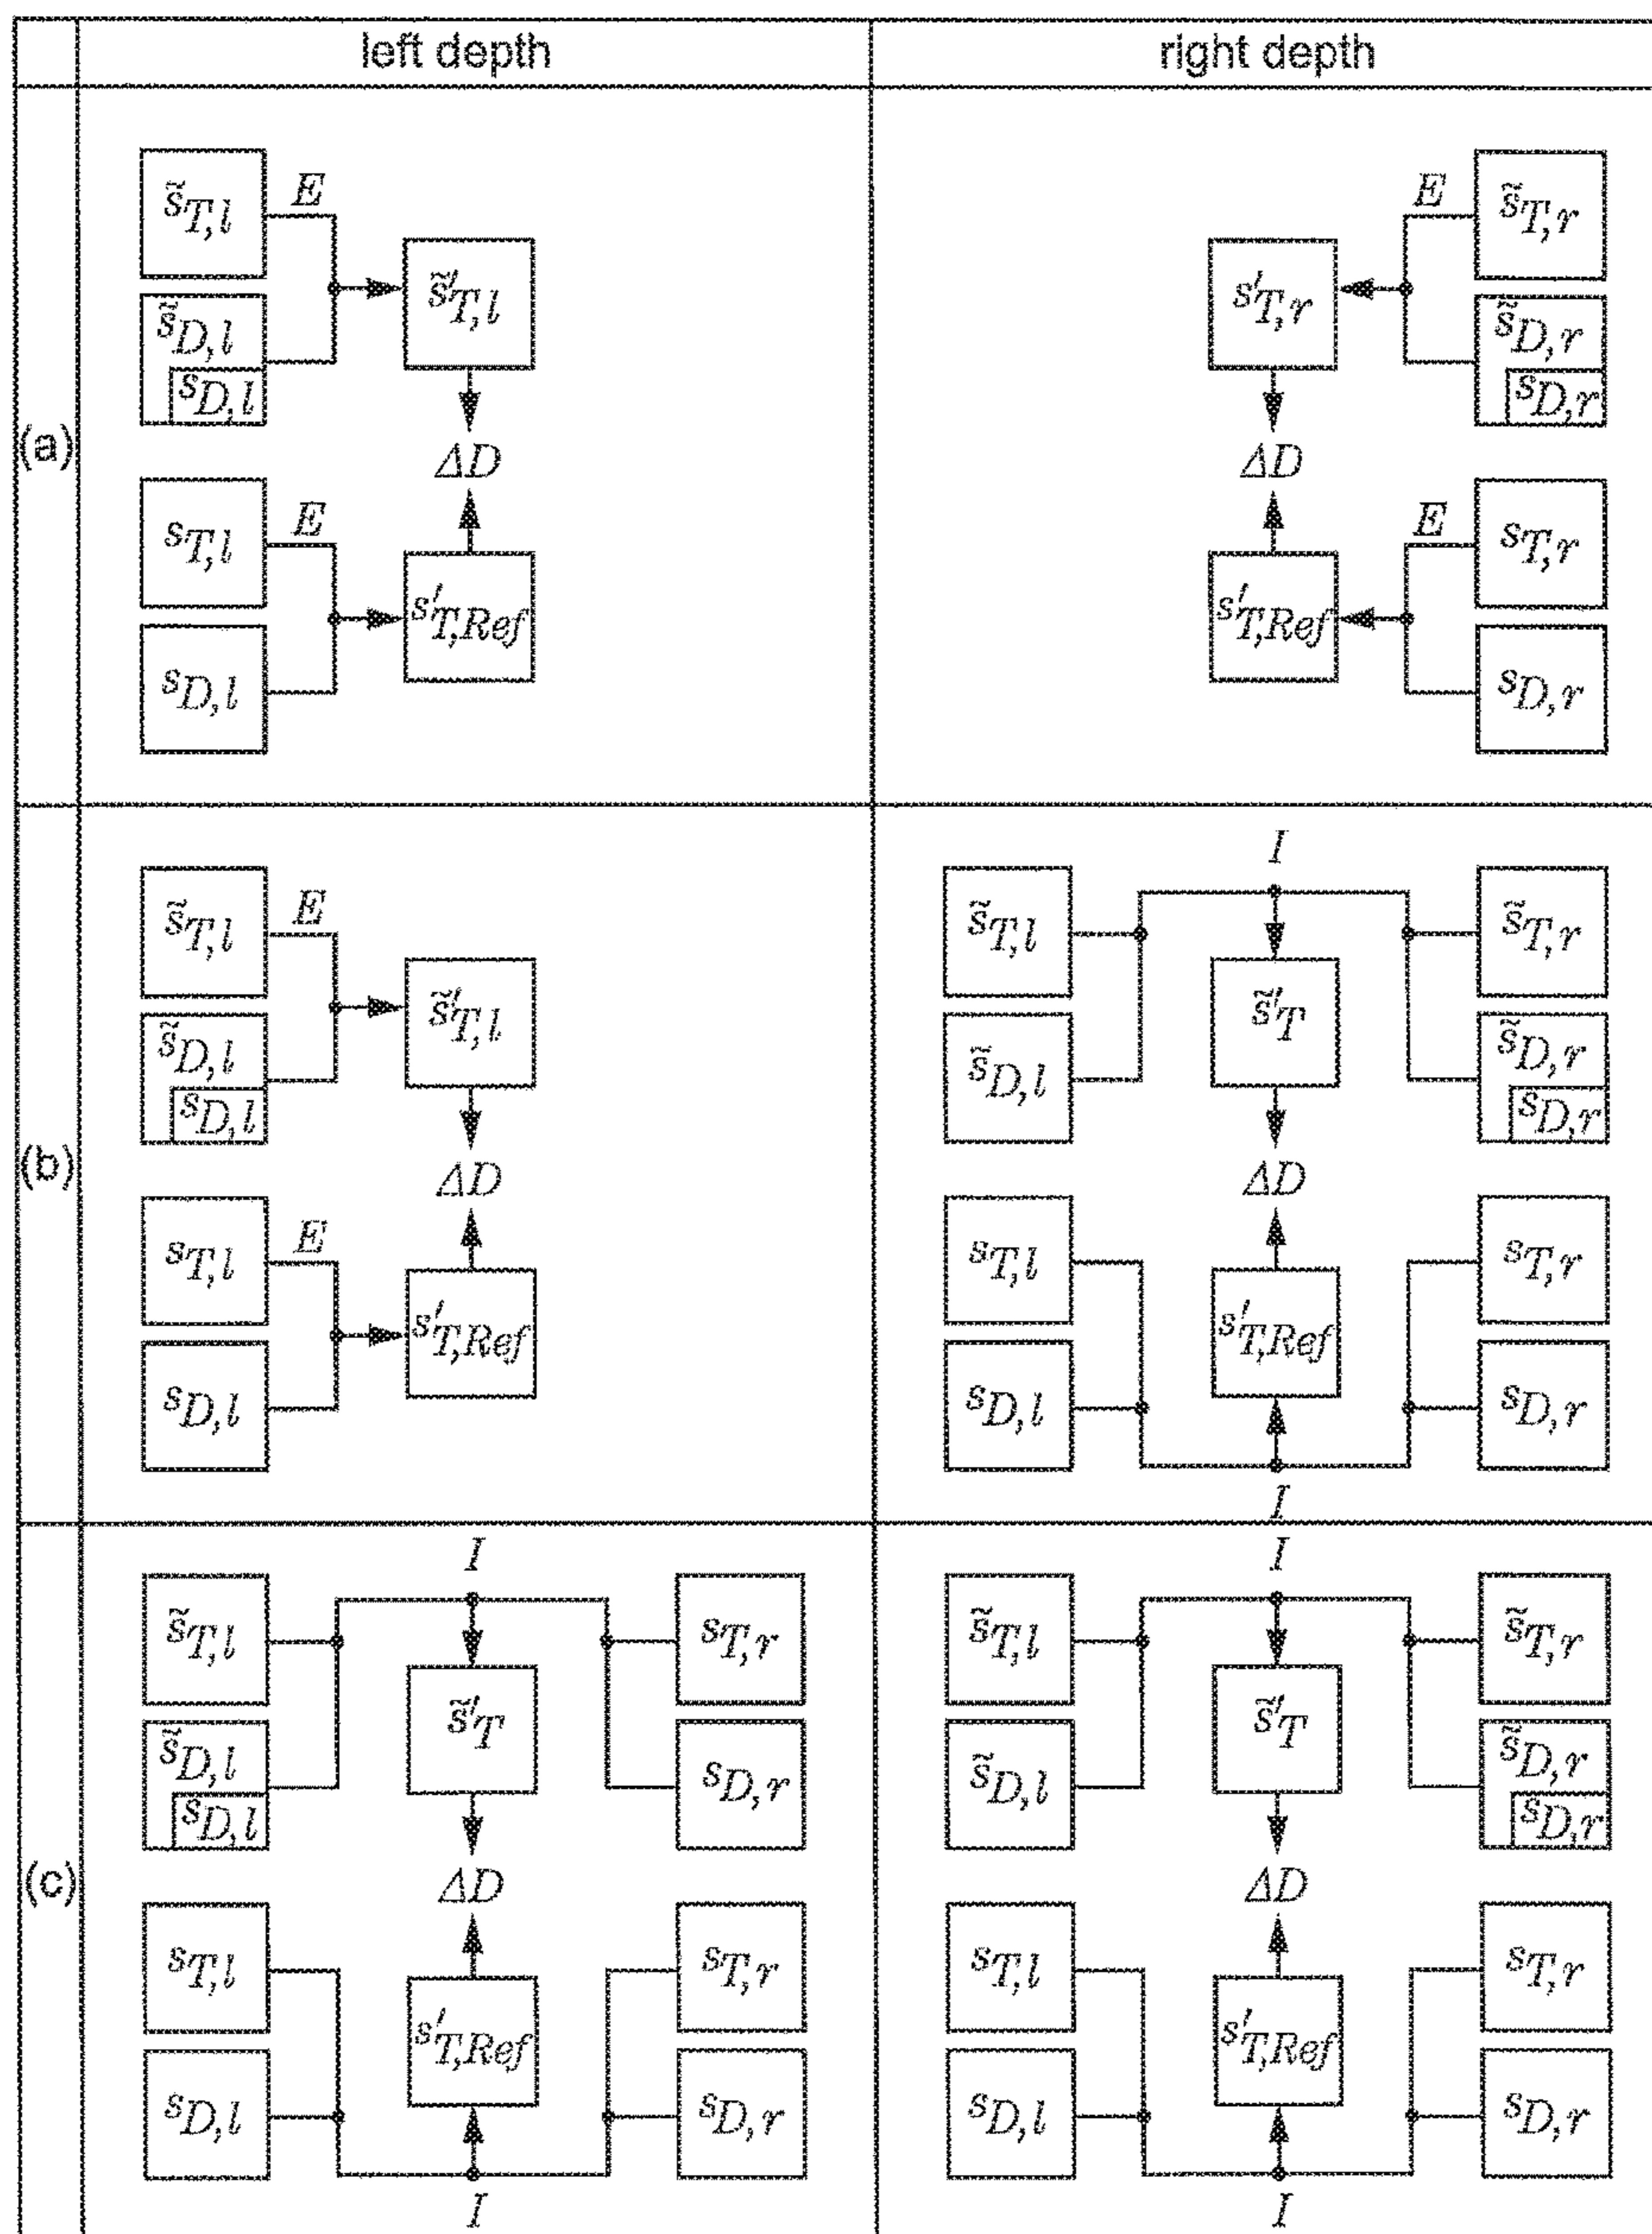 left depth right depth
(a)
s̃T,l E
s̃D,l
sD,l
s̃′T,l
ΔD
sT,l E
sD,l
s′T,Ref
E s̃T,r
s̃D,r
sD,r
s′T,r
ΔD
E sT,r
sD,r
s′T,Ref
(b)
s̃T,l E
s̃D,l
sD,l
s̃′T,l
ΔD
sT,l E
sD,l
s′T,Ref
I
s̃T,l s̃T,r
s̃′T
s̃D,l s̃D,r
sD,r
ΔD
sT,l sT,r
s′T,Ref
sD,l sD,r
I
(c)
I
s̃T,l sT,r
s̃′T
s̃D,l sD,r
sD,l
ΔD
sT,l sT,r
s′T,Ref
sD,l sD,r
I
I
s̃T,l s̃T,r
s̃′T
s̃D,l s̃D,r
sD,r
ΔD
sT,l sT,r
s′T,Ref
sD,l sD,r
I